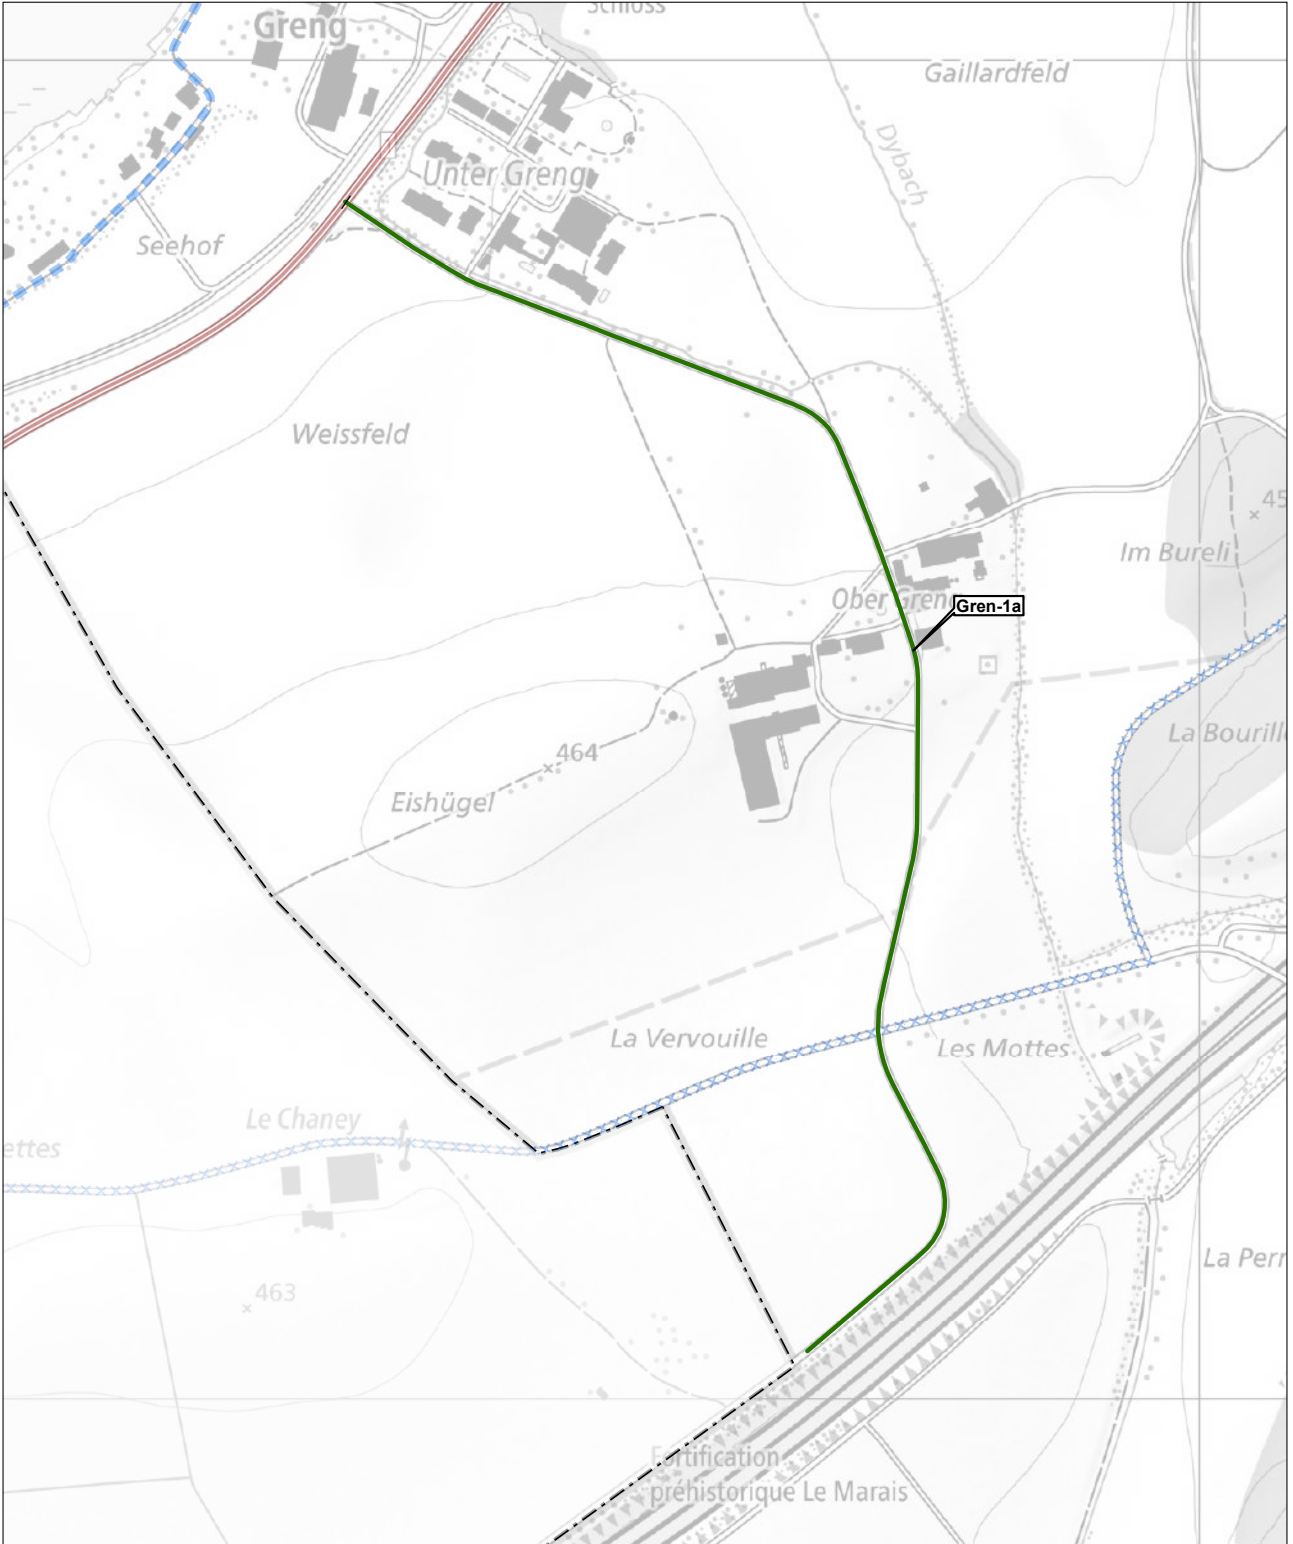 Schloss
Greng
Gaillardfeld
Dybach
Unter Greng
Seehof
Weissfeld
45
Im Bureli
Ober Greng
Gren-1a
La Bourill
464
Eishügel
La Vervouille
Les Mottes
Le Chaney
ettes
La Perr
463
Fortification
préhistorique Le Marais